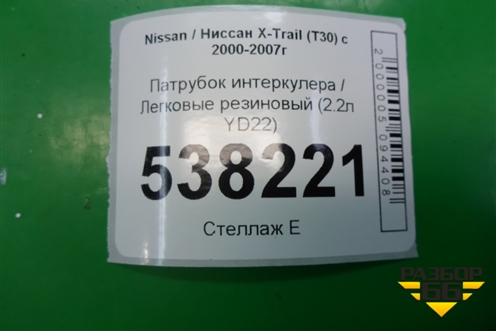 Nissan / Ниссан X-Trail (T30) с
2000-2007г
Патрубок интеркулера /
Легковые резиновый (2.2л
YD22)
538221
Стеллаж Е
2000005094408
РАЗБОР
66